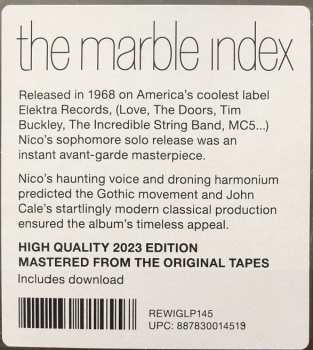 the marble index
Released in 1968 on America's coolest label
Elektra Records, (Love, The Doors, Tim
Buckley, The Incredible String Band, MC5...)
Nico's sophomore solo release was an
instant avant-garde masterpiece.
Nico's haunting voice and droning harmonium
predicted the Gothic movement and John
Cale's startlingly modern classical production
ensured the album's timeless appeal.
HIGH QUALITY 2023 EDITION
MASTERED FROM THE ORIGINAL TAPES
Includes download
REWIGLP145
UPC: 887830014519